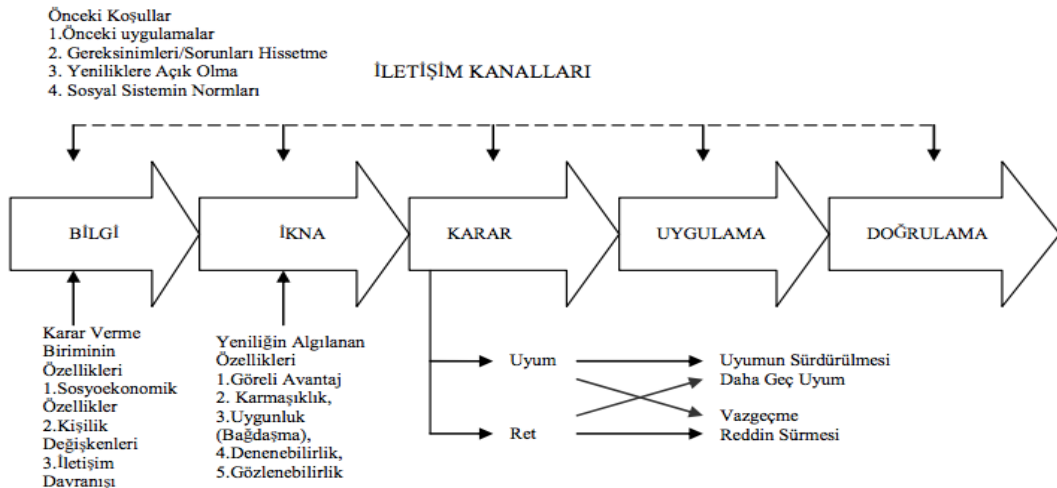 Önceki Koşullar
1.Önceki uygulamalar
2. Gereksinimleri/Sorunları Hissetme
3. Yeniliklere Açık Olma
4. Sosyal Sistemin Normları
İLETİŞİM KANALLARI
BİLGİ
İKNA
KARAR
UYGULAMA
DOĞRULAMA
Karar Verme
Biriminin
Özellikleri
1.Sosyoekonomik
Özellikler
2.Kişilik
Değişkenleri
3.İletişim
Davranışı
Yeniliğin Algılanan
Özellikleri
1.Göreli Avantaj
2. Karmaşıklık,
3.Uygunluk
(Bağdaşma),
4.Denenebilirlik,
5.Gözlenebilirlik
Uyum
Ret
Uyumun Sürdürülmesi
Daha Geç Uyum
Vazgeçme
Reddin Sürmesi